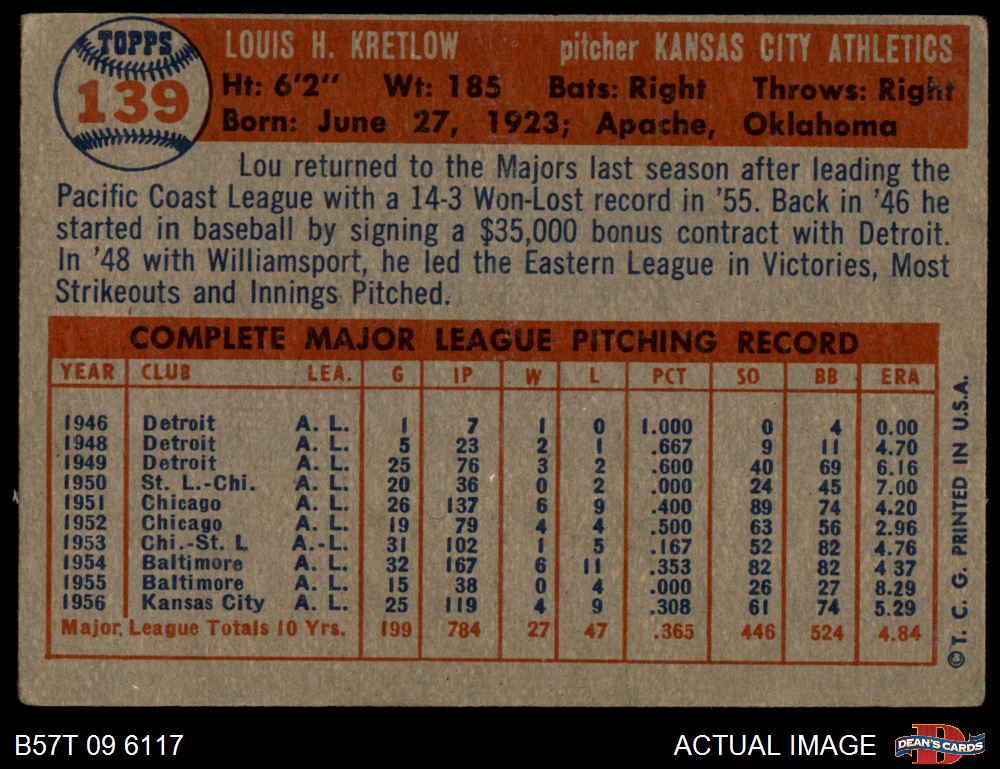 TOPPS
139
LOUIS H. KRETLOW pitcher KANSAS CITY ATHLETICS
Ht: 6'2" Wt: 185 Bats: Right Throws: Right
Born: June 27, 1923; Apache, Oklahoma
Lou returned to the Majors last season after leading the
Pacific Coast League with a 14-3 Won-Lost record in '55. Back in '46 he
started in baseball by signing a $35,000 bonus contract with Detroit.
In '48 with Williamsport, he led the Eastern League in Victories, Most
Strikeouts and Innings Pitched.
COMPLETE MAJOR LEAGUE PITCHING RECORD
YEAR CLUB LEA. G IP W L PCT SO BB ERA
1946 Detroit A. L. 1 7 1 0 1.000 0 4 0.00
1948 Detroit A. L. 5 23 2 1 .667 9 11 4.70
1949 Detroit A. L. 25 76 3 2 .600 40 69 6.16
1950 St. L.-Chi. A. L. 20 36 0 2 .000 24 45 7.00
1951 Chicago A. L. 26 137 6 9 .400 89 74 4.20
1952 Chicago A. L. 19 79 4 4 .500 63 56 2.96
1953 Chi.-St. L A.-L. 31 102 1 5 .167 52 82 4.76
1954 Baltimore A. L. 32 167 6 11 .353 82 82 4 37
1955 Baltimore A. L. 15 38 0 4 .000 26 27 8.29
1956 Kansas City A. L. 25 119 4 9 .308 61 74 5.29
Major League Totals 10 Yrs. 199 784 27 47 .365 446 524 4.84
© T. C. G. PRINTED IN U.S.A.
B57T 09 6117
ACTUAL IMAGE
D
DEAN'S CARDS